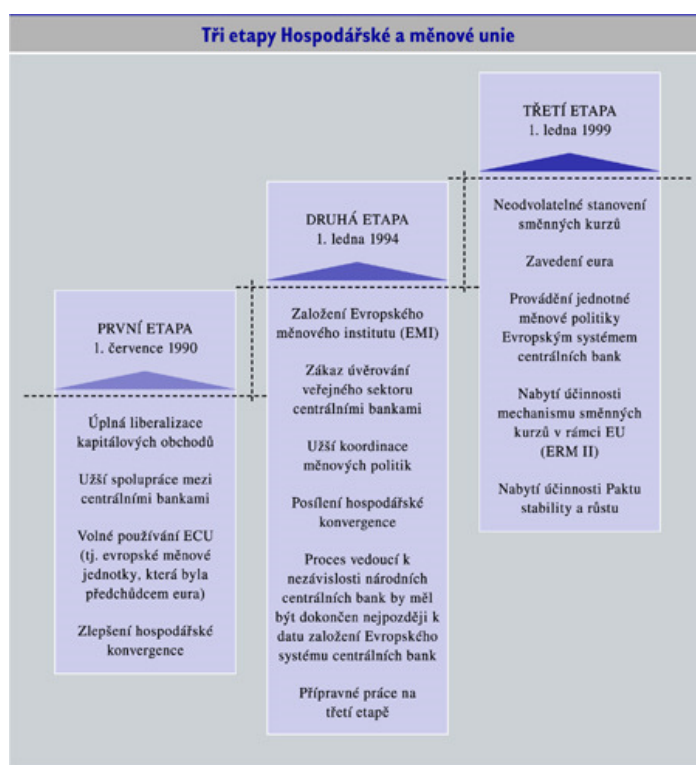 Tři etapy Hospodářské a měnové unie
PRVNÍ ETAPA
1. července 1990
Úplná liberalizace
kapitálových obchodů
Užší spolupráce mezi
centrálními bankami
Volné používání ECU
(tj. evropské měnové
jednotky, která byla
předchůdcem eura)
Zlepšení hospodářské
konvergence
DRUHÁ ETAPA
1. ledna 1994
Založení Evropského
měnového institutu (EMI)
Zákaz úvěrování
veřejného sektoru
centrálními bankami
Užší koordinace
měnových politik
Posílení hospodářské
konvergence
Proces vedoucí k
nezávislosti národních
centrálních bank by měl
být dokončen nejpozději k
datu založení Evropského
systému centrálních bank
Přípravné práce na
třetí etapě
TŘETÍ ETAPA
1. ledna 1999
Neodvolatelné stanovení
směnných kurzů
Zavedení eura
Provádění jednotné
měnové politiky
Evropským systémem
centrálních bank
Nabytí účinnosti
mechanismu směnných
kurzů v rámci EU
(ERM II)
Nabytí účinnosti Paktu
stability a růstu